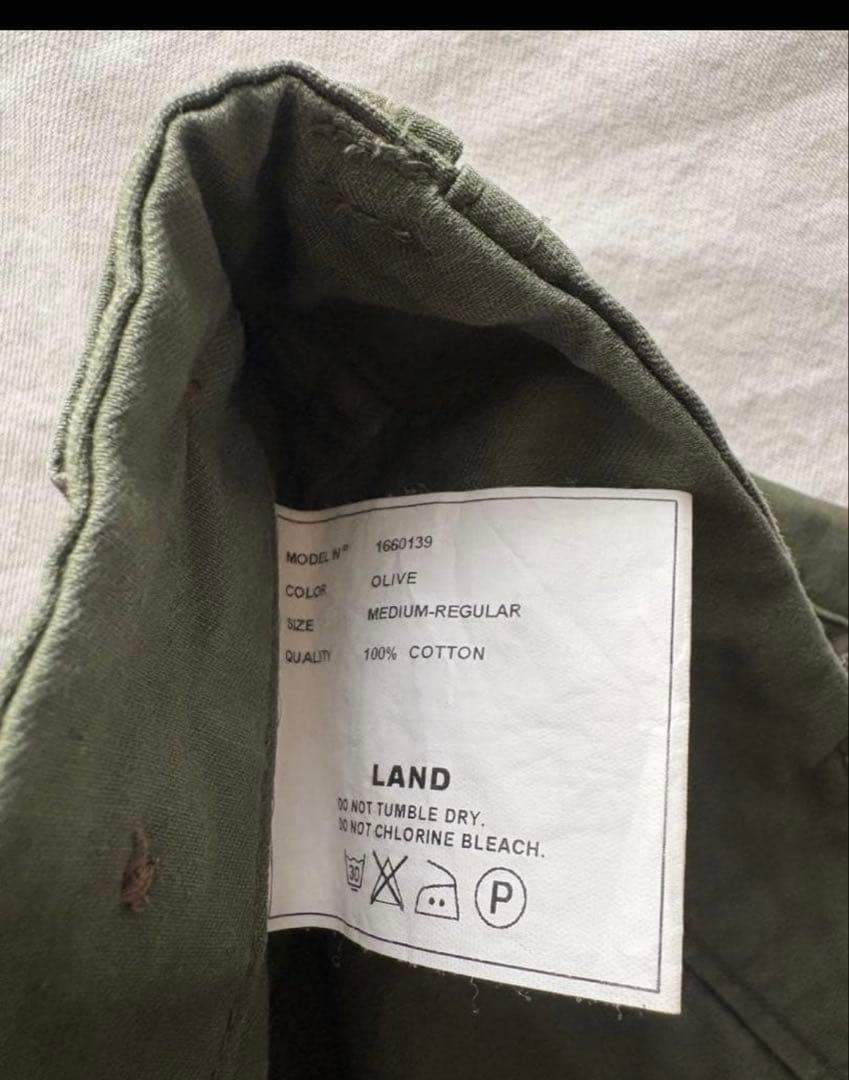 MODEL Nº 1660139
COLOR OLIVE
SIZE MEDIUM-REGULAR
QUALITY 100% COTTON
LAND
DO NOT TUMBLE DRY.
DO NOT CHLORINE BLEACH.
30
P